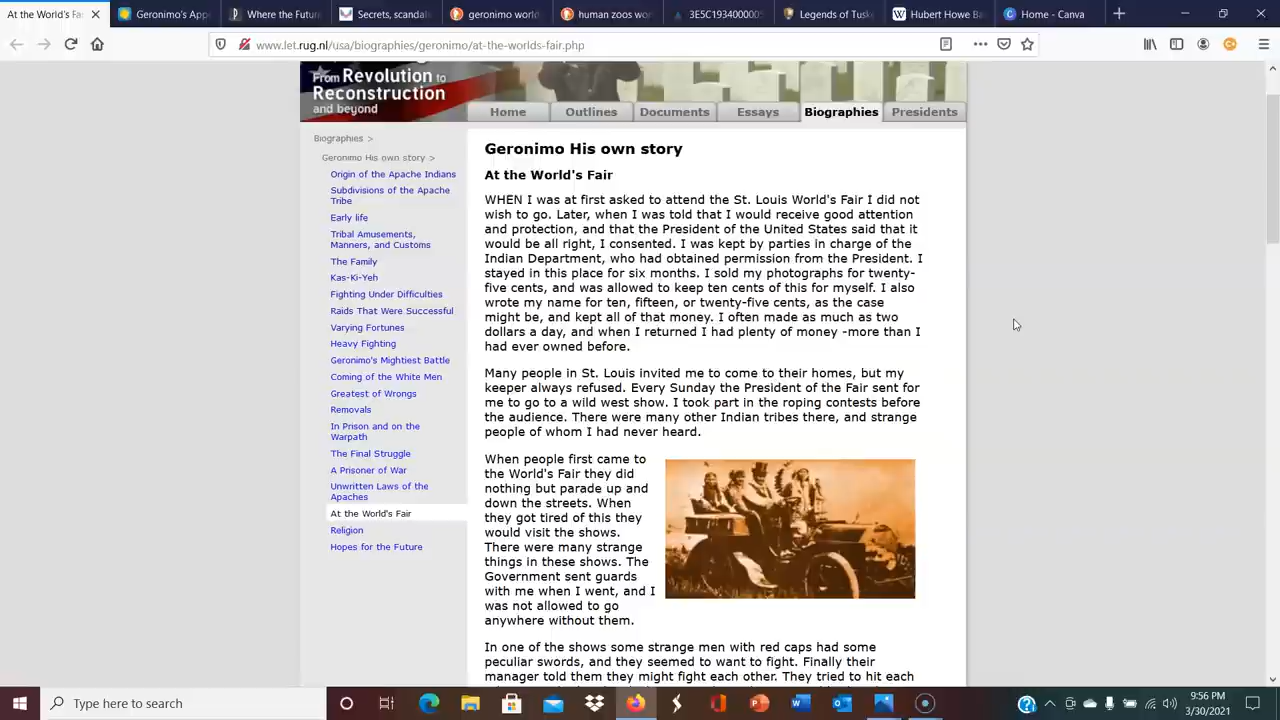 At the World's F
Geronimo's App
Where the Future
Secrets, scandal
geronimo world
human zoos wor
3E5C1934000005
Legends of Tuske
Hubert Howe Ban
Home - Canva
www.let.rug.nl/usa/biographies/geronimo/at-the-worlds-fair.php
From Revolution to
Reconstruction
and beyond
Home
Outlines
Documents
Essays
Biographies
Presidents
Biographies >
Geronimo His own story >
Origin of the Apache Indians
Subdivisions of the Apache
Tribe
Early life
Tribal Amusements,
Manners, and Customs
The Family
Kas-Ki-Yeh
Fighting Under Difficulties
Raids That Were Successful
Varying Fortunes
Heavy Fighting
Geronimo's Mightiest Battle
Coming of the White Men
Greatest of Wrongs
Removals
In Prison and on the
Warpath
The Final Struggle
A Prisoner of War
Unwritten Laws of the
Apaches
At the World's Fair
Religion
Hopes for the Future
Geronimo His own story
At the World's Fair
WHEN I was at first asked to attend the St. Louis World's Fair I did not
wish to go. Later, when I was told that I would receive good attention
and protection, and that the President of the United States said that it
would be all right, I consented. I was kept by parties in charge of the
Indian Department, who had obtained permission from the President. I
stayed in this place for six months. I sold my photographs for twenty-
five cents, and was allowed to keep ten cents of this for myself. I also
wrote my name for ten, fifteen, or twenty-five cents, as the case
might be, and kept all of that money. I often made as much as two
dollars a day, and when I returned I had plenty of money -more than I
had ever owned before.
Many people in St. Louis invited me to come to their homes, but my
keeper always refused. Every Sunday the President of the Fair sent for
me to go to a wild west show. I took part in the roping contests before
the audience. There were many other Indian tribes there, and strange
people of whom I had never heard.
When people first came to
the World's Fair they did
nothing but parade up and
down the streets. When
they got tired of this they
would visit the shows.
There were many strange
things in these shows. The
Government sent guards
with me when I went, and I
was not allowed to go
anywhere without them.
In one of the shows some strange men with red caps had some
peculiar swords, and they seemed to want to fight. Finally their
manager told them they might fight each other. They tried to hit each
Type here to search
9:56 PM
3/30/2021